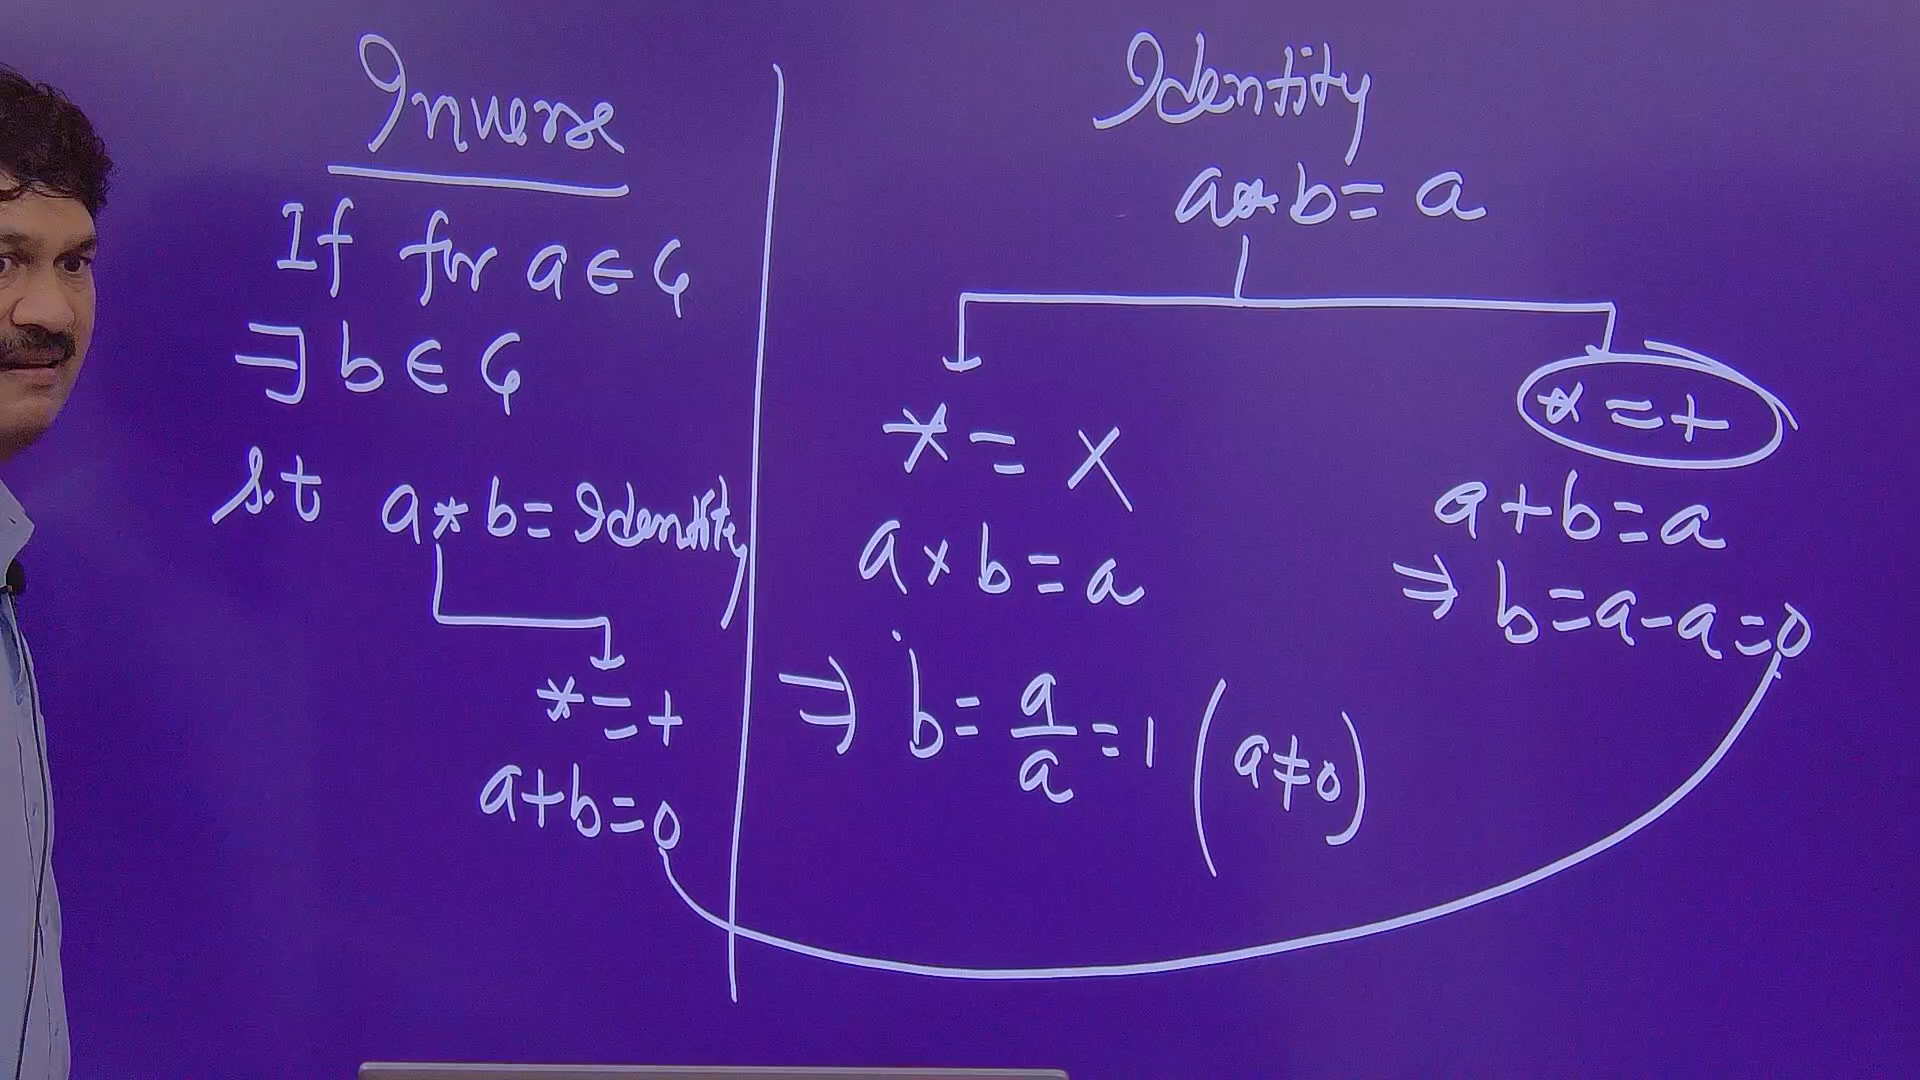 Inverse
If for a ∈ G
∃ b ∈ G
s.t a * b = Identity
* = +
a + b = 0
Identity
a * b = a
* = ×
a × b = a
⇒ b = a/a = 1 (a ≠ 0)
* = +
a + b = a
⇒ b = a - a = 0